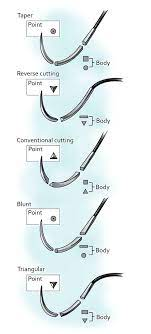 Taper
Point
Body
Reverse cutting
Point
Body
Conventional cutting
Point
Body
Blunt
Point
Body
Triangular
Point
Body